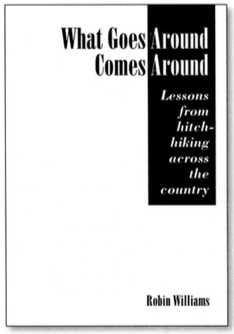 What Goes Around
Comes Around
Lessons
from
hitch-
hiking
across
the
country
Robin Williams